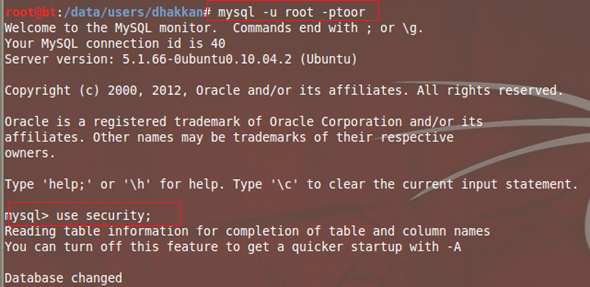 root@bt:/data/users/dhakkan# mysql -u root -ptoor
Welcome to the MySQL monitor.  Commands end with ; or \g.
Your MySQL connection id is 40
Server version: 5.1.66-0ubuntu0.10.04.2 (Ubuntu)
Copyright (c) 2000, 2012, Oracle and/or its affiliates. All rights reserved.
Oracle is a registered trademark of Oracle Corporation and/or its
affiliates. Other names may be trademarks of their respective
owners.
Type 'help;' or '\h' for help. Type '\c' to clear the current input statement.
mysql> use security;
Reading table information for completion of table and column names
You can turn off this feature to get a quicker startup with -A
Database changed